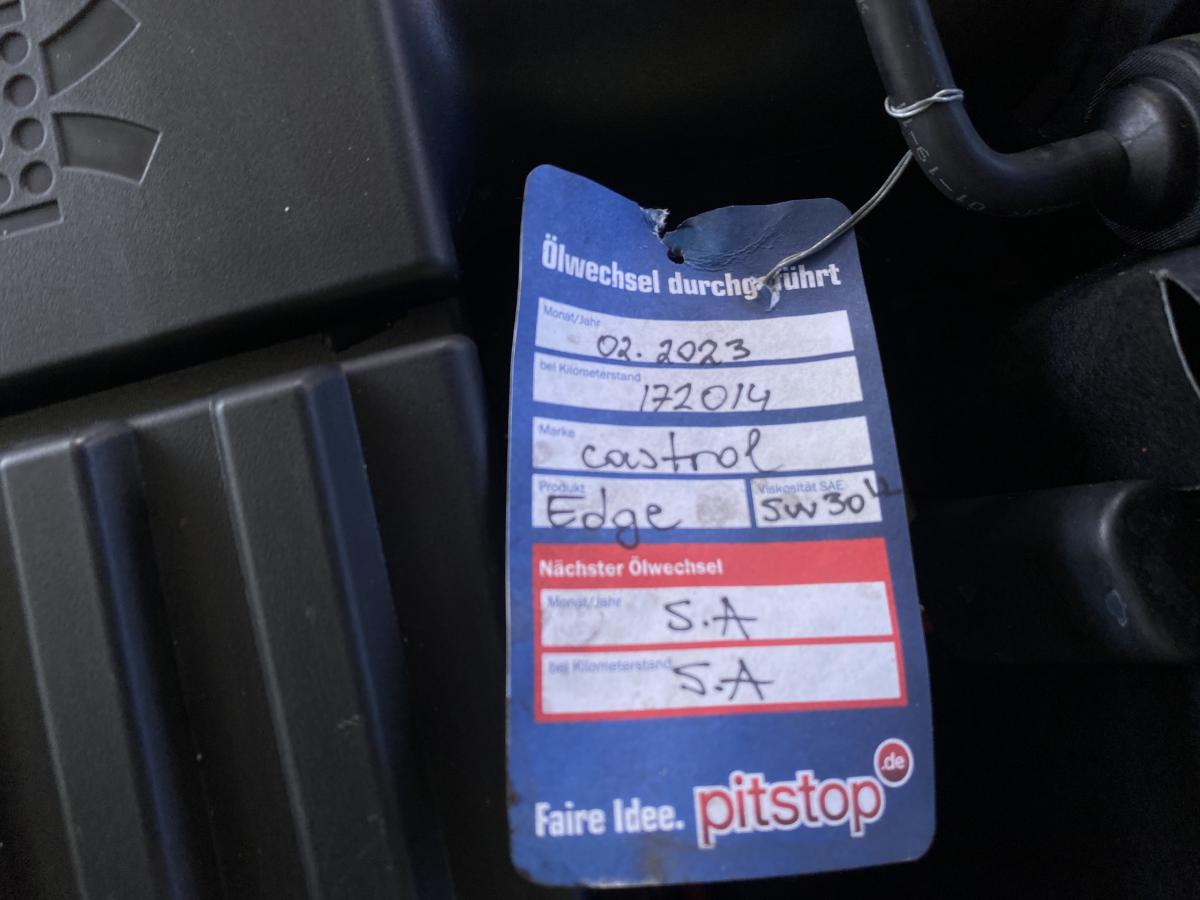 Ölwechsel durchgeführt
Monat/Jahr
02.2023
bei Kilometerstand
172014
Marke
castrol
Produkt
Edge
Viskosität SAE
5W30 LL
Nächster Ölwechsel
Monat/Jahr
S.A
bei Kilometerstand
S.A
Faire Idee. pitstop.de